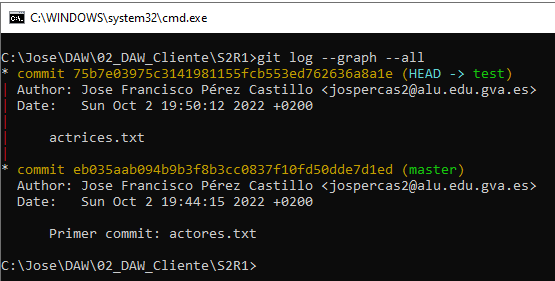 C:\WINDOWS\system32\cmd.exe
C:\Jose\DAW\02_DAW_Cliente\S2R1>git log --graph --all
* commit 75b7e03975c3141981155fcb553ed762636a8a1e (HEAD -> test)
| Author: Jose Francisco Pérez Castillo <jospercas2@alu.edu.gva.es>
| Date:   Sun Oct 2 19:50:12 2022 +0200
|
|     actrices.txt
|
* commit eb035aab094b9b3f8b3cc0837f10fd50dde7d1ed (master)
  Author: Jose Francisco Pérez Castillo <jospercas2@alu.edu.gva.es>
  Date:   Sun Oct 2 19:44:15 2022 +0200
      Primer commit: actores.txt
C:\Jose\DAW\02_DAW_Cliente\S2R1>